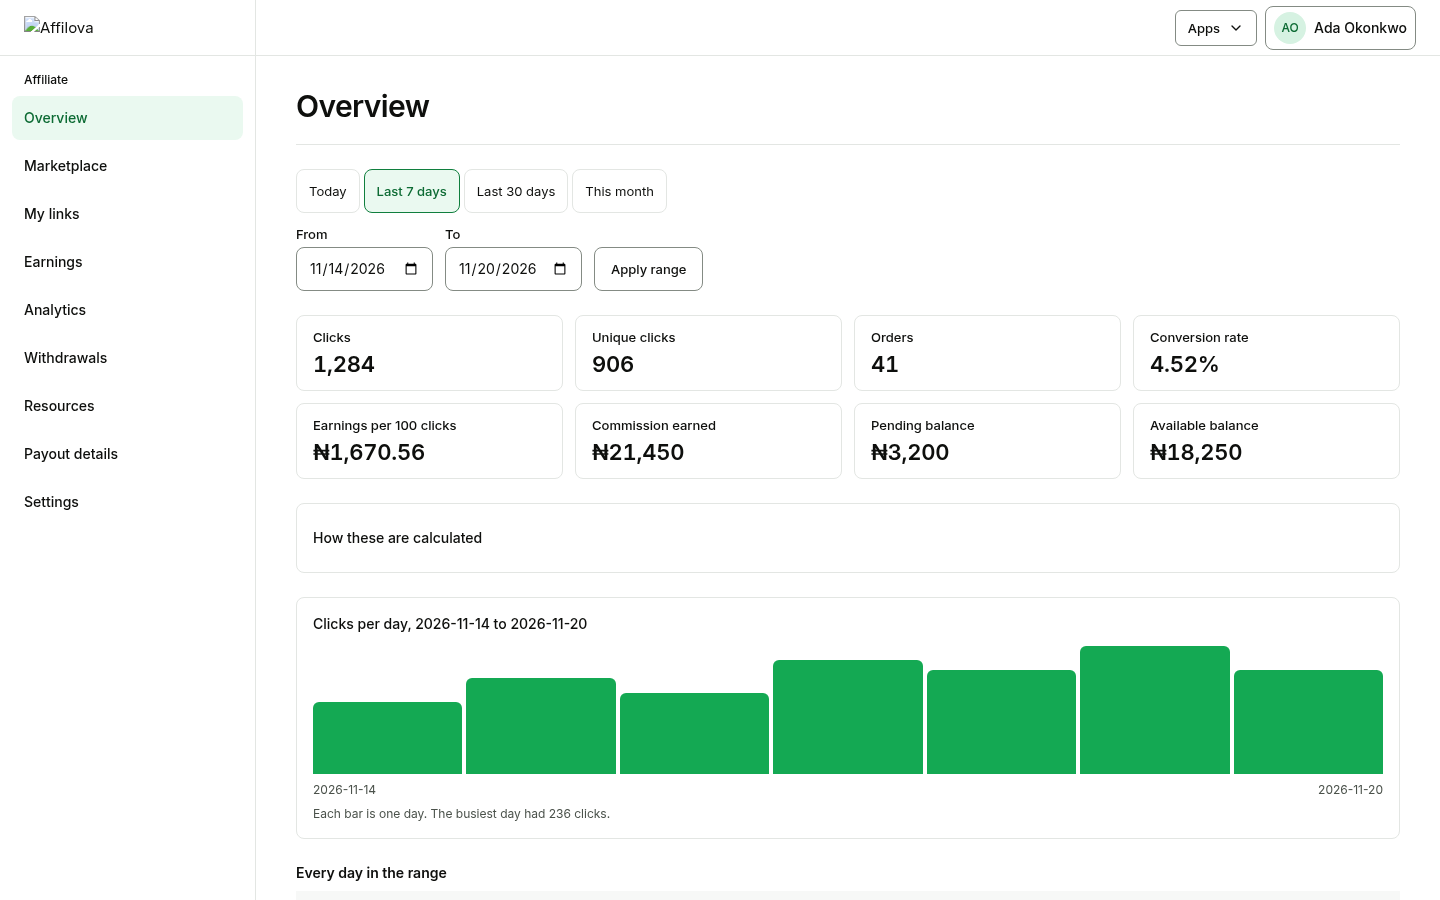 Affilova
Apps
AO Ada Okonkwo
Affiliate
Overview
Marketplace
My links
Earnings
Analytics
Withdrawals
Resources
Payout details
Settings
Overview
Today Last 7 days Last 30 days This month
From To
11/14/2026 11/20/2026 Apply range
Clicks Unique clicks Orders Conversion rate
1,284 906 41 4.52%
Earnings per 100 clicks Commission earned Pending balance Available balance
₦1,670.56 ₦21,450 ₦3,200 ₦18,250
How these are calculated
Clicks per day, 2026-11-14 to 2026-11-20
2026-11-14 2026-11-20
Each bar is one day. The busiest day had 236 clicks.
Every day in the range